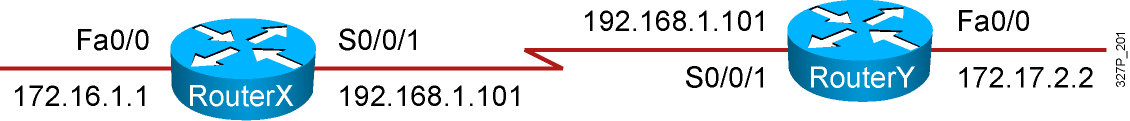 Fa0/0
S0/0/1
172.16.1.1
RouterX
192.168.1.101
192.168.1.101
Fa0/0
S0/0/1
RouterY
172.17.2.2
327P_201